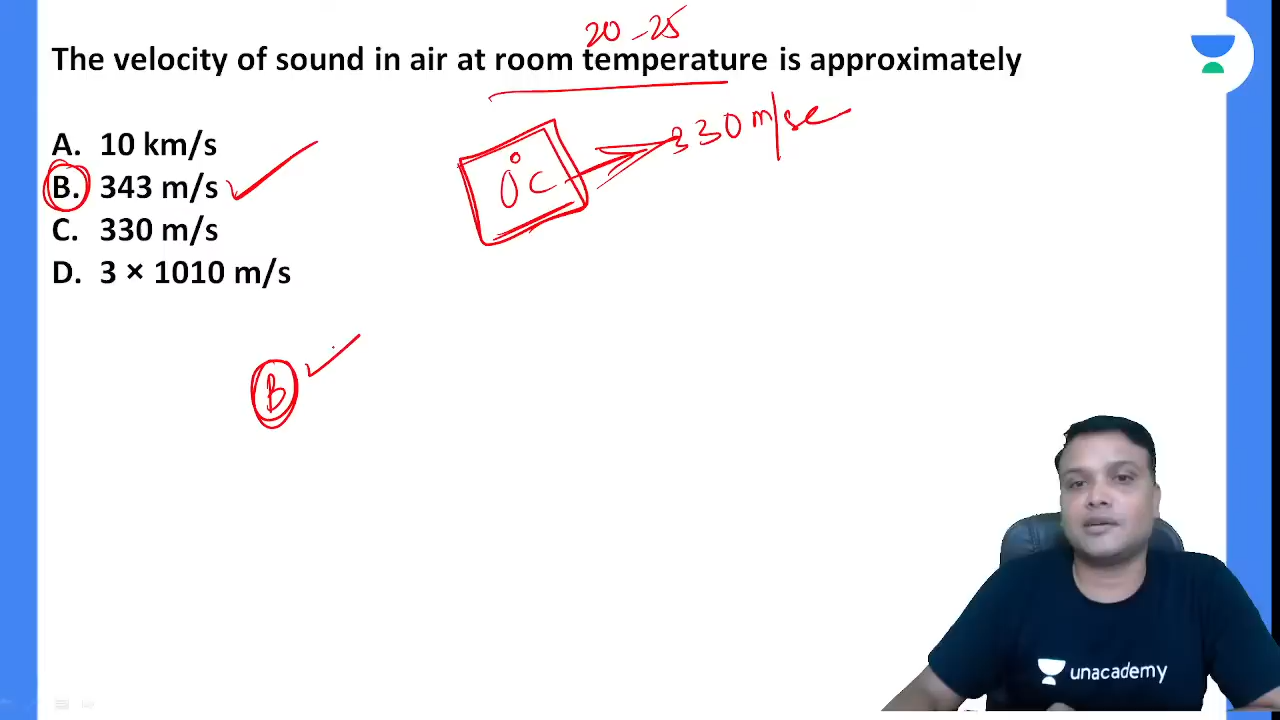 20-25
The velocity of sound in air at room temperature is approximately
A. 10 km/s
B. 343 m/s
C. 330 m/s
D. 3 × 1010 m/s
0°C
330 m/sec
B
unacademy